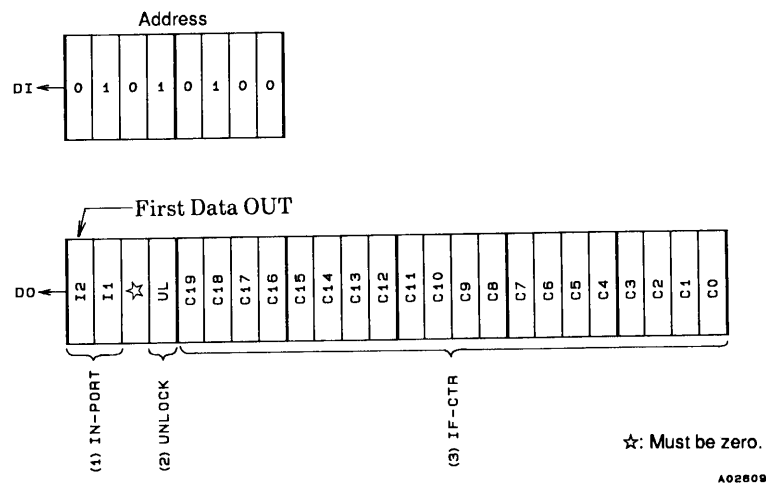 Address
DI 0 1 0 1 0 1 0 0
First Data OUT
DO I2 I1 ☆ UL C19 C18 C17 C16 C15 C14 C13 C12 C11 C10 C9 C8 C7 C6 C5 C4 C3 C2 C1 C0
(1) IN-PORT
(2) UNLOCK
(3) IF-CTR
☆: Must be zero.
A02609